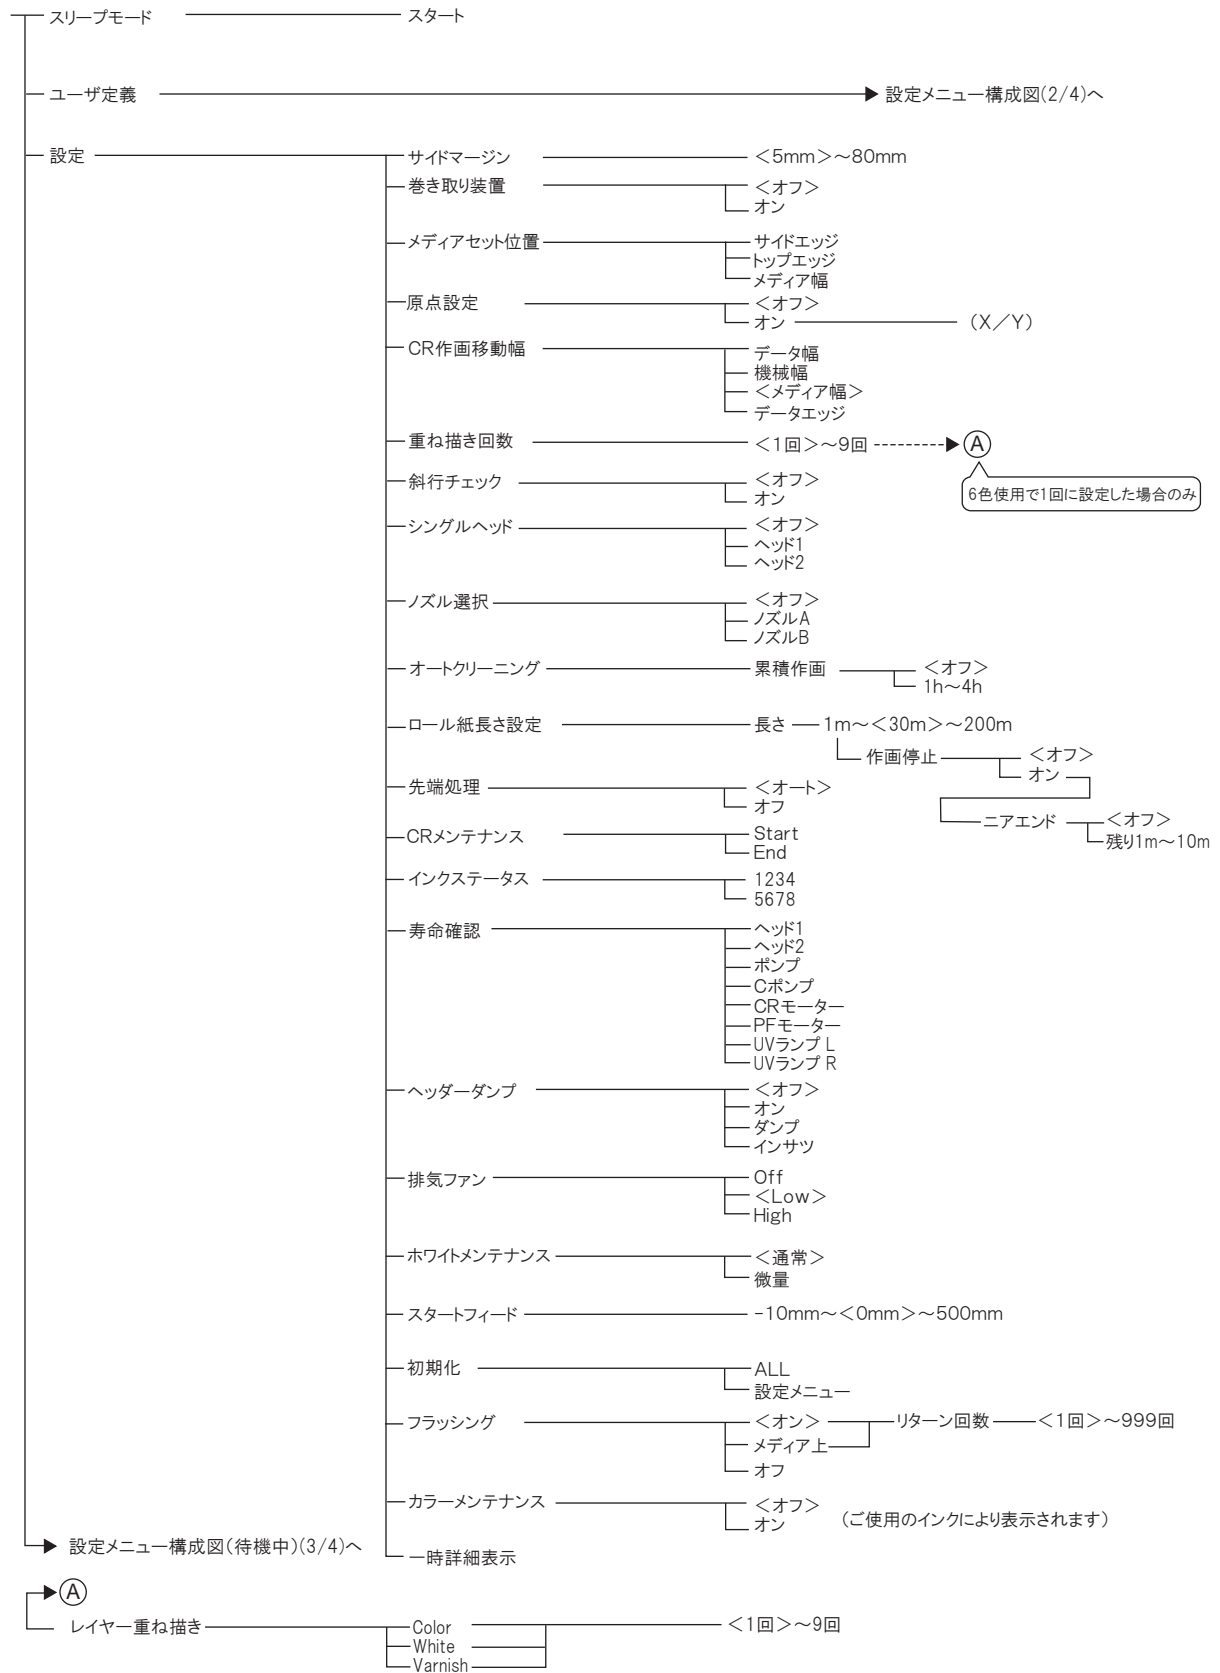 スリープモード スタート
ユーザ定義 設定メニュー構成図(2/4)へ
設定 サイドマージン <5mm>～80mm
巻き取り装置 <オフ>
オン
メディアセット位置 サイドエッジ
トップエッジ
メディア幅
原点設定 <オフ>
オン (X／Y)
CR作画移動幅 データ幅
機械幅
<メディア幅>
データエッジ
重ね描き回数 <1回>～9回 A
6色使用で1回に設定した場合のみ
斜行チェック <オフ>
オン
シングルヘッド <オフ>
ヘッド1
ヘッド2
ノズル選択 <オフ>
ノズルA
ノズルB
オートクリーニング 累積作画 <オフ>
1h～4h
ロール紙長さ設定 長さ 1m～<30m>～200m
作画停止 <オフ>
オン
先端処理 <オート>
オフ
ニアエンド <オフ>
残り1m～10m
CRメンテナンス Start
End
インクステータス 1234
5678
寿命確認 ヘッド1
ヘッド2
ポンプ
Cポンプ
CRモーター
PFモーター
UVランプ L
UVランプ R
ヘッダーダンプ <オフ>
オン
ダンプ
インサツ
排気ファン Off
<Low>
High
ホワイトメンテナンス <通常>
微量
スタートフィード -10mm～<0mm>～500mm
初期化 ALL
設定メニュー
フラッシング <オン> リターン回数 <1回>～999回
メディア上
オフ
カラーメンテナンス <オフ>
オン (ご使用のインクにより表示されます)
設定メニュー構成図(待機中)(3/4)へ
一時詳細表示
A
レイヤー重ね描き Color <1回>～9回
White
Varnish